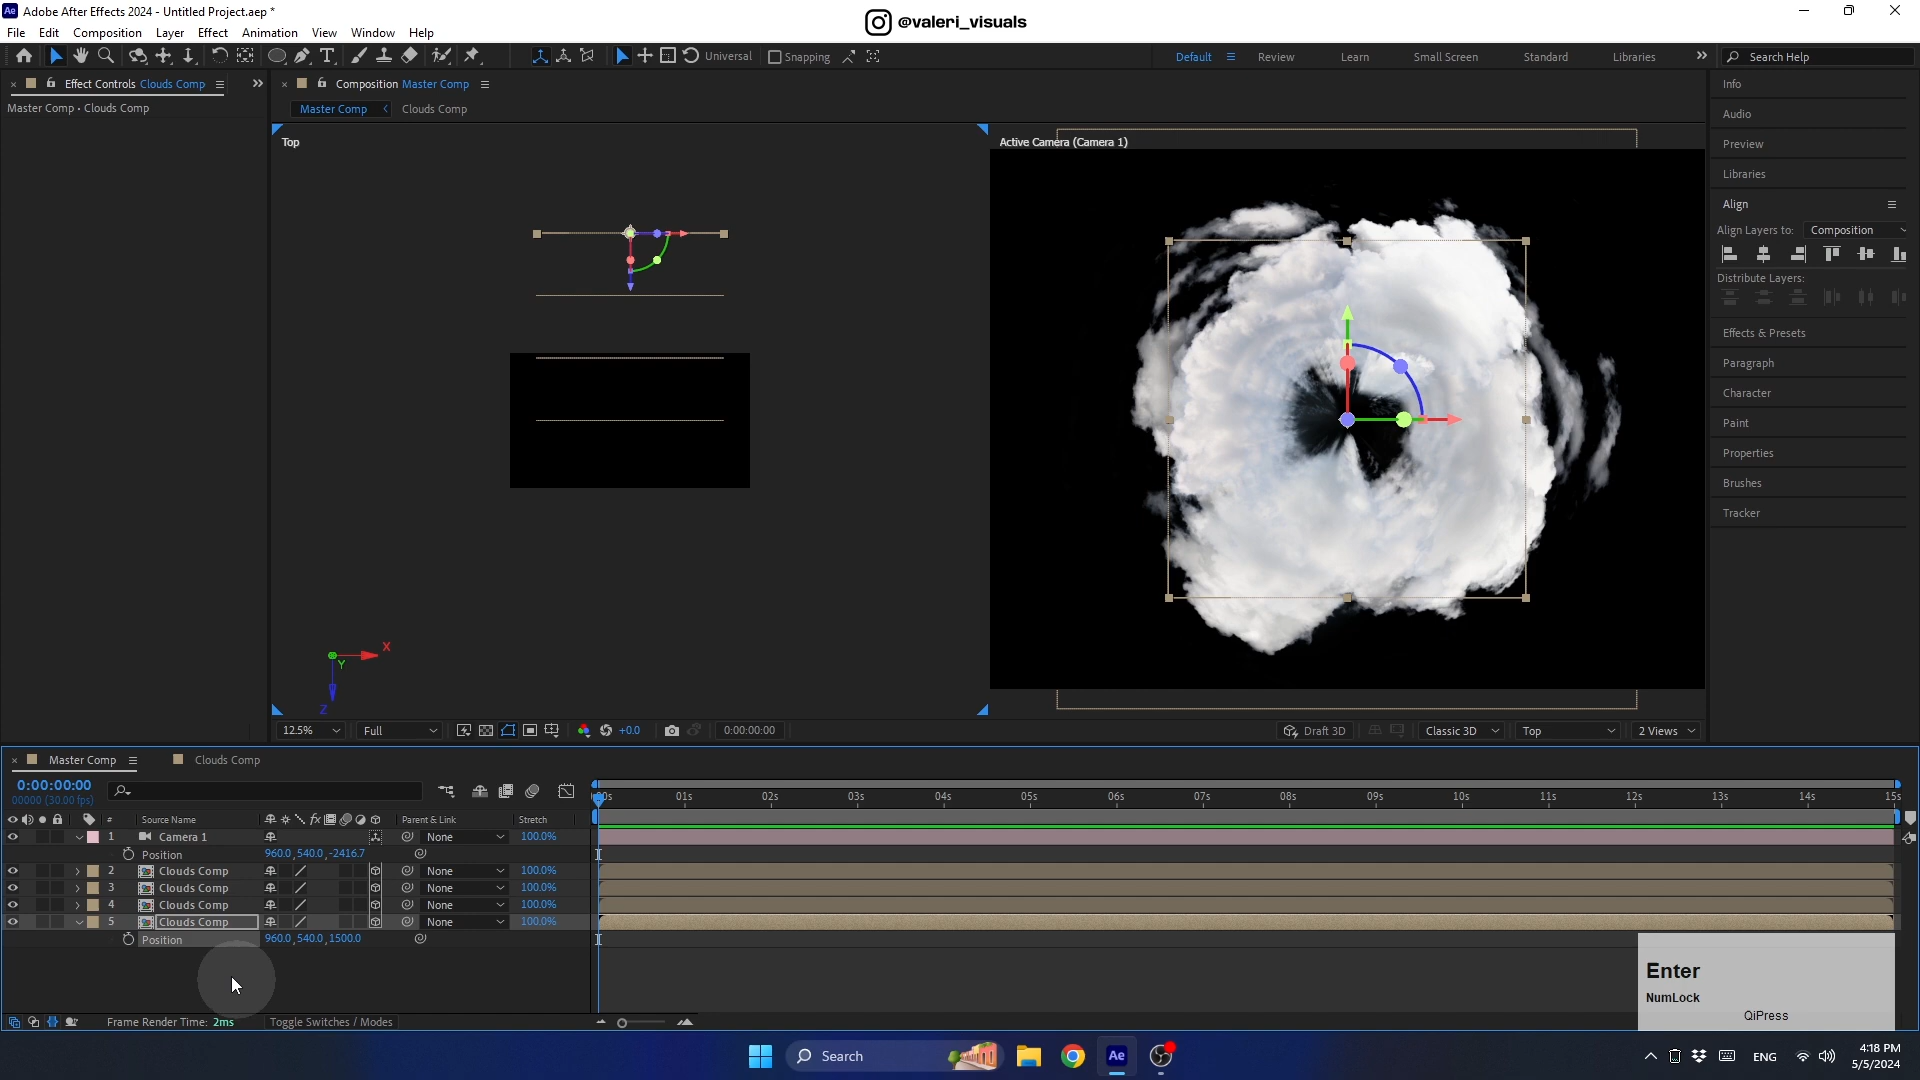 Adobe After Effects 2024 - Untitled Project.aep *
@valeri_visuals
File Edit Composition Layer Effect Animation View Window Help
Universal Snapping Default Review Learn Small Screen Standard Libraries Search Help
Effect Controls Clouds Comp
Composition Master Comp
Info
Master Comp • Clouds Comp
Master Comp Clouds Comp
Audio
Top
Active Camera (Camera 1)
Preview
Libraries
Align
Align Layers to: Composition
Distribute Layers:
Effects & Presets
Paragraph
Character
Paint
Properties
Brushes
Tracker
X
Y
Z
12.5% Full +0.0 0:00:00:00 Draft 3D Classic 3D Top 2 Views
Master Comp Clouds Comp
0:00:00:00
00000 (30.00 fps)
00s 01s 02s 03s 04s 05s 06s 07s 08s 09s 10s 11s 12s 13s 14s 15s
# Source Name Parent & Link Stretch
1 Camera 1 None 100.0%
Position 960.0,540.0,-2416.7
2 Clouds Comp None 100.0%
3 Clouds Comp None 100.0%
4 Clouds Comp None 100.0%
5 Clouds Comp None 100.0%
Position 960.0,540.0,1500.0
Enter
NumLock
QiPress
Frame Render Time: 2ms Toggle Switches / Modes
Search
Ae
ENG
4:18 PM
5/5/2024